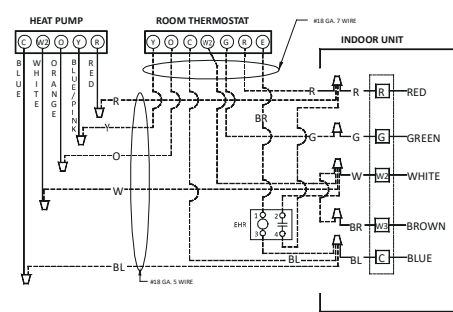 HEAT PUMP
ROOM THERMOSTAT
#18 GA. 7 WIRE
INDOOR UNIT
C W2 O Y R
Y O C W2 G R E
BLUE
WHITE
ORANGE
BLUE/PINK
RED
R
Y
O
W
BL
BR
R R R RED
G G G GREEN
W W2 WHITE
BR W3 BROWN
BL BL C BLUE
EHR
1 2
3 4
#18 GA. 5 WIRE